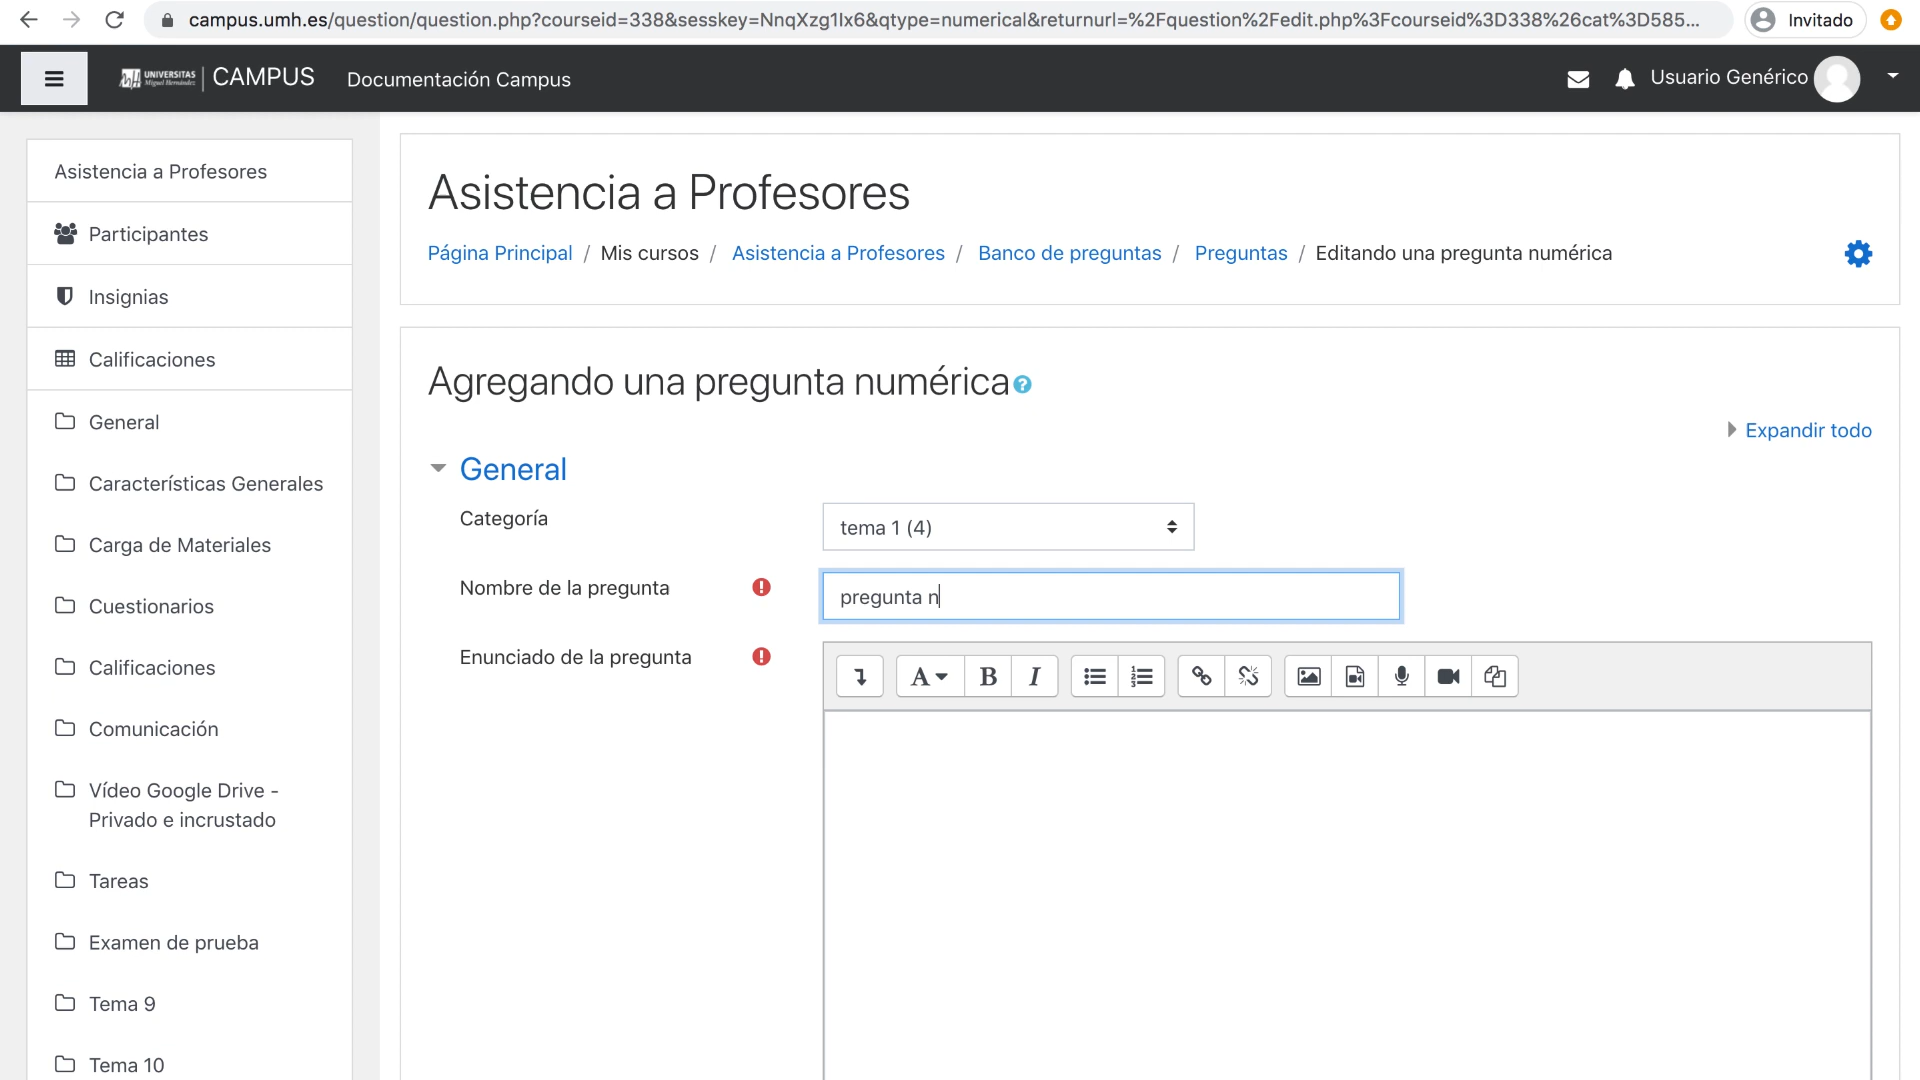 campus.umh.es/question/question.php?courseid=338&sesskey=NnqXzg1lx6&qtype=numerical&returnurl=%2Fquestion%2Fedit.php%3Fcourseid%3D338%26cat%3D585...
Invitado
UNIVERSITAS
Miguel Hernández
CAMPUS
Documentación Campus
Usuario Genérico
Asistencia a Profesores
Participantes
Insignias
Calificaciones
General
Características Generales
Carga de Materiales
Cuestionarios
Calificaciones
Comunicación
Vídeo Google Drive -
Privado e incrustado
Tareas
Examen de prueba
Tema 9
Tema 10
Asistencia a Profesores
Página Principal / Mis cursos / Asistencia a Profesores / Banco de preguntas / Preguntas / Editando una pregunta numérica
Agregando una pregunta numérica
Expandir todo
General
Categoría
tema 1 (4)
Nombre de la pregunta
pregunta n
Enunciado de la pregunta
A B I